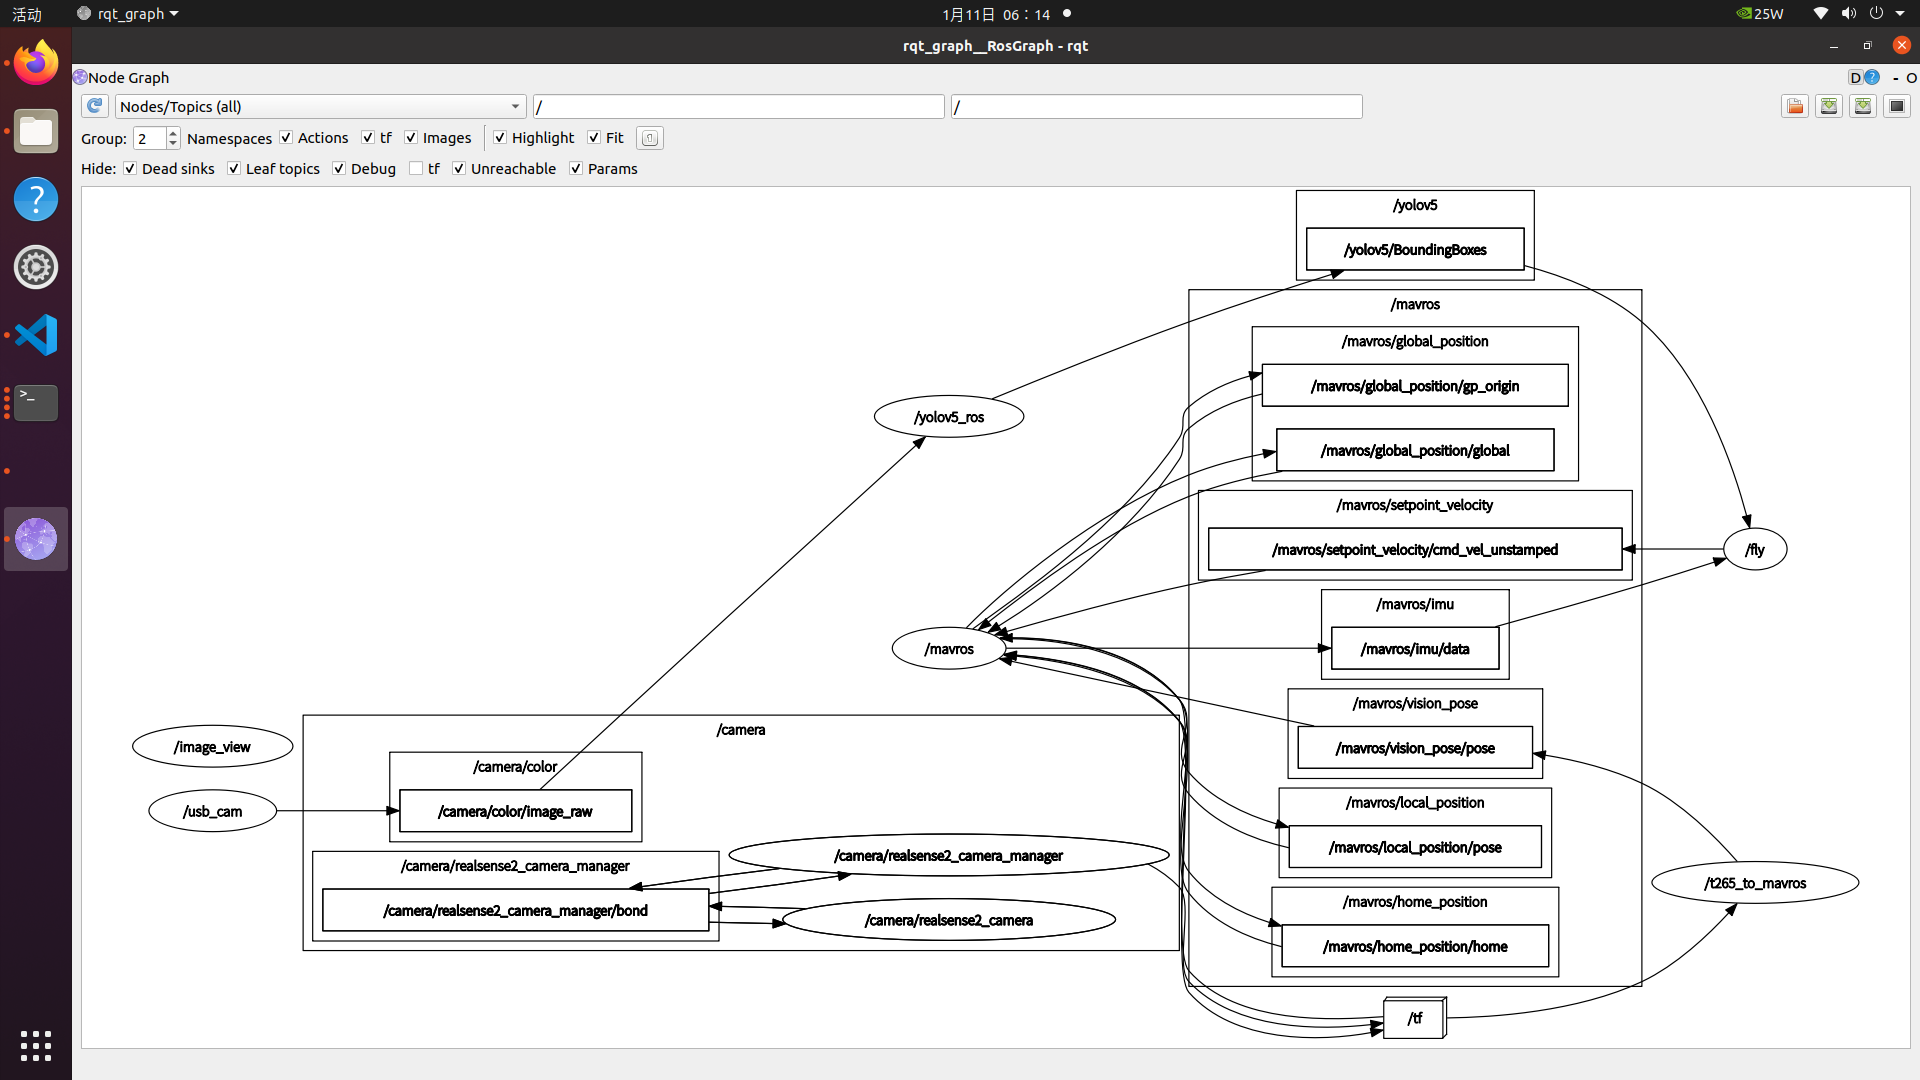 活动
rqt_graph
1月11日 06：14
25W
rqt_graph__RosGraph - rqt
Node Graph
D
?
- O
Nodes/Topics (all)
/
/
Group: 2 Namespaces Actions tf Images Highlight Fit
Hide: Dead sinks Leaf topics Debug tf Unreachable Params
/yolov5
/yolov5/BoundingBoxes
/mavros
/mavros/global_position
/mavros/global_position/gp_origin
/yolov5_ros
/mavros/global_position/global
/mavros/setpoint_velocity
/mavros/setpoint_velocity/cmd_vel_unstamped
/fly
/mavros/imu
/mavros
/mavros/imu/data
/mavros/vision_pose
/camera
/image_view
/mavros/vision_pose/pose
/camera/color
/mavros/local_position
/usb_cam
/camera/color/image_raw
/mavros/local_position/pose
/camera/realsense2_camera_manager
/camera/realsense2_camera_manager
/t265_to_mavros
/mavros/home_position
/camera/realsense2_camera_manager/bond
/camera/realsense2_camera
/mavros/home_position/home
/tf